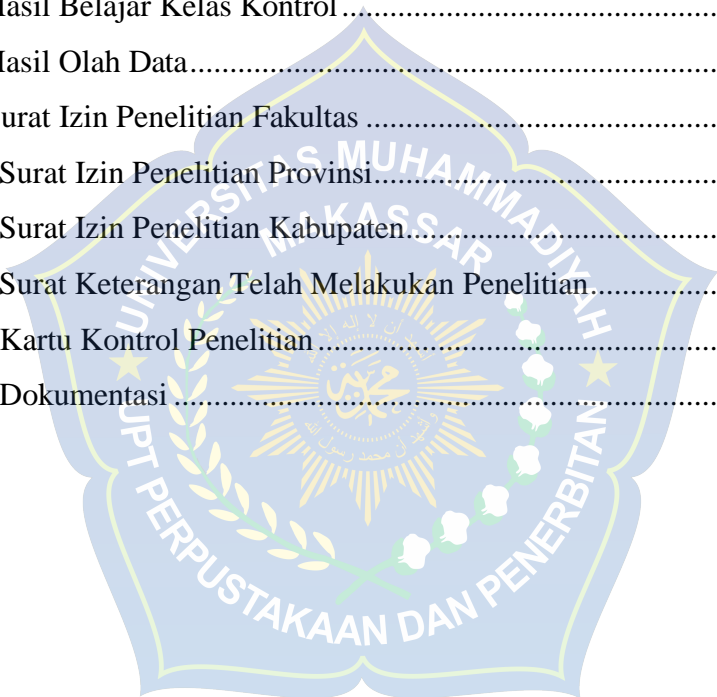 Hasil Belajar Kelas Kontrol ................................................
Hasil Olah Data...................................................................
Surat Izin Penelitian Fakultas ............................................
Surat Izin Penelitian Provinsi...........................................
Surat Izin Penelitian Kabupaten.......................................
Surat Keterangan Telah Melakukan Penelitian ...............
Kartu Kontrol Penelitian ..................................................
Dokumentasi ....................................................................
UNIVERSITAS MUHAMMADIYAH
MAKASSAR
UPT PERPUSTAKAAN DAN PENERBITAN